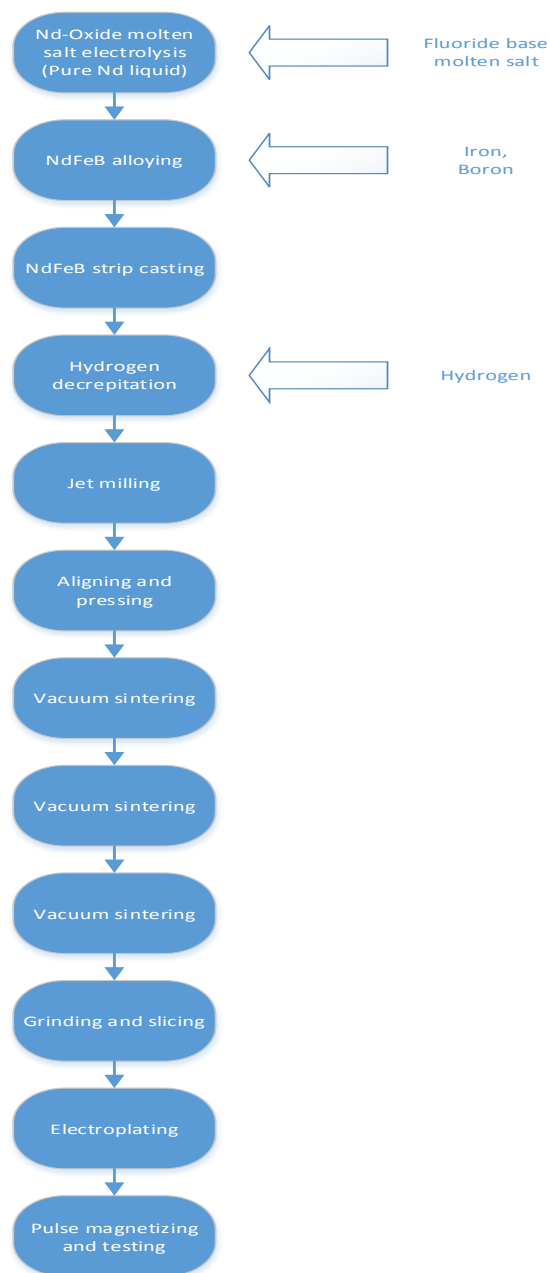 Nd-Oxide molten
salt electrolysis
(Pure Nd liquid)
Fluoride base
molten salt
NdFeB alloying
Iron,
Boron
NdFeB strip casting
Hydrogen
decrepitation
Hydrogen
Jet milling
Aligning and
pressing
Vacuum sintering
Vacuum sintering
Vacuum sintering
Grinding and slicing
Electroplating
Pulse magnetizing
and testing